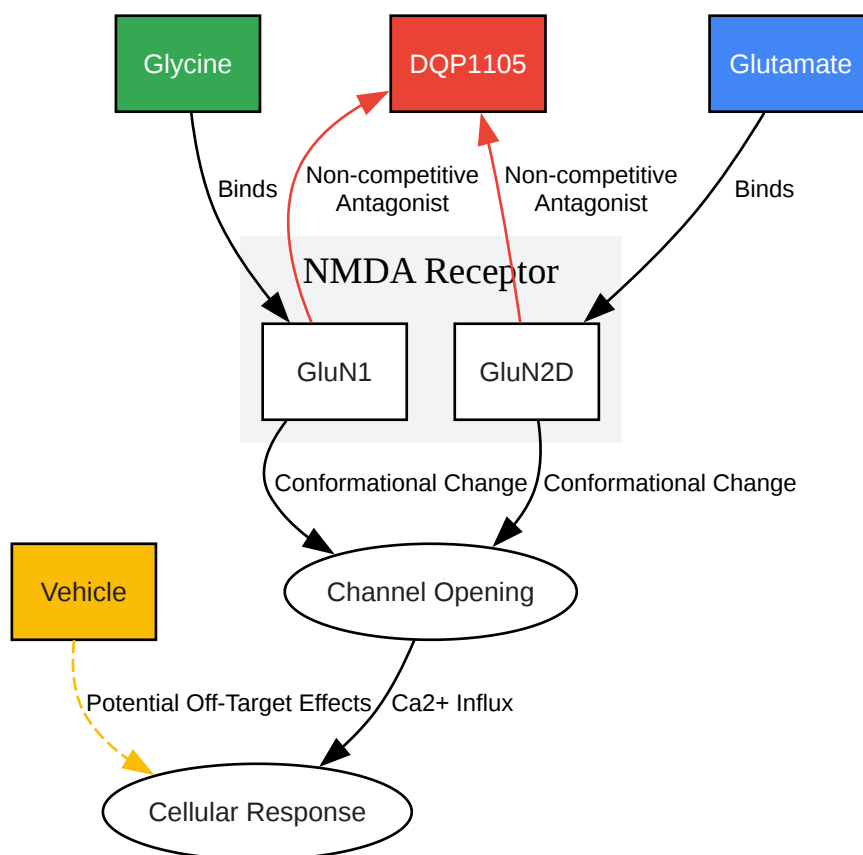 Glycine
DQP1105
Glutamate
Binds
Non-competitive
Antagonist
Non-competitive
Antagonist
Binds
NMDA Receptor
GluN1
GluN2D
Conformational Change
Conformational Change
Vehicle
Channel Opening
Potential Off-Target Effects
Ca2+ Influx
Cellular Response